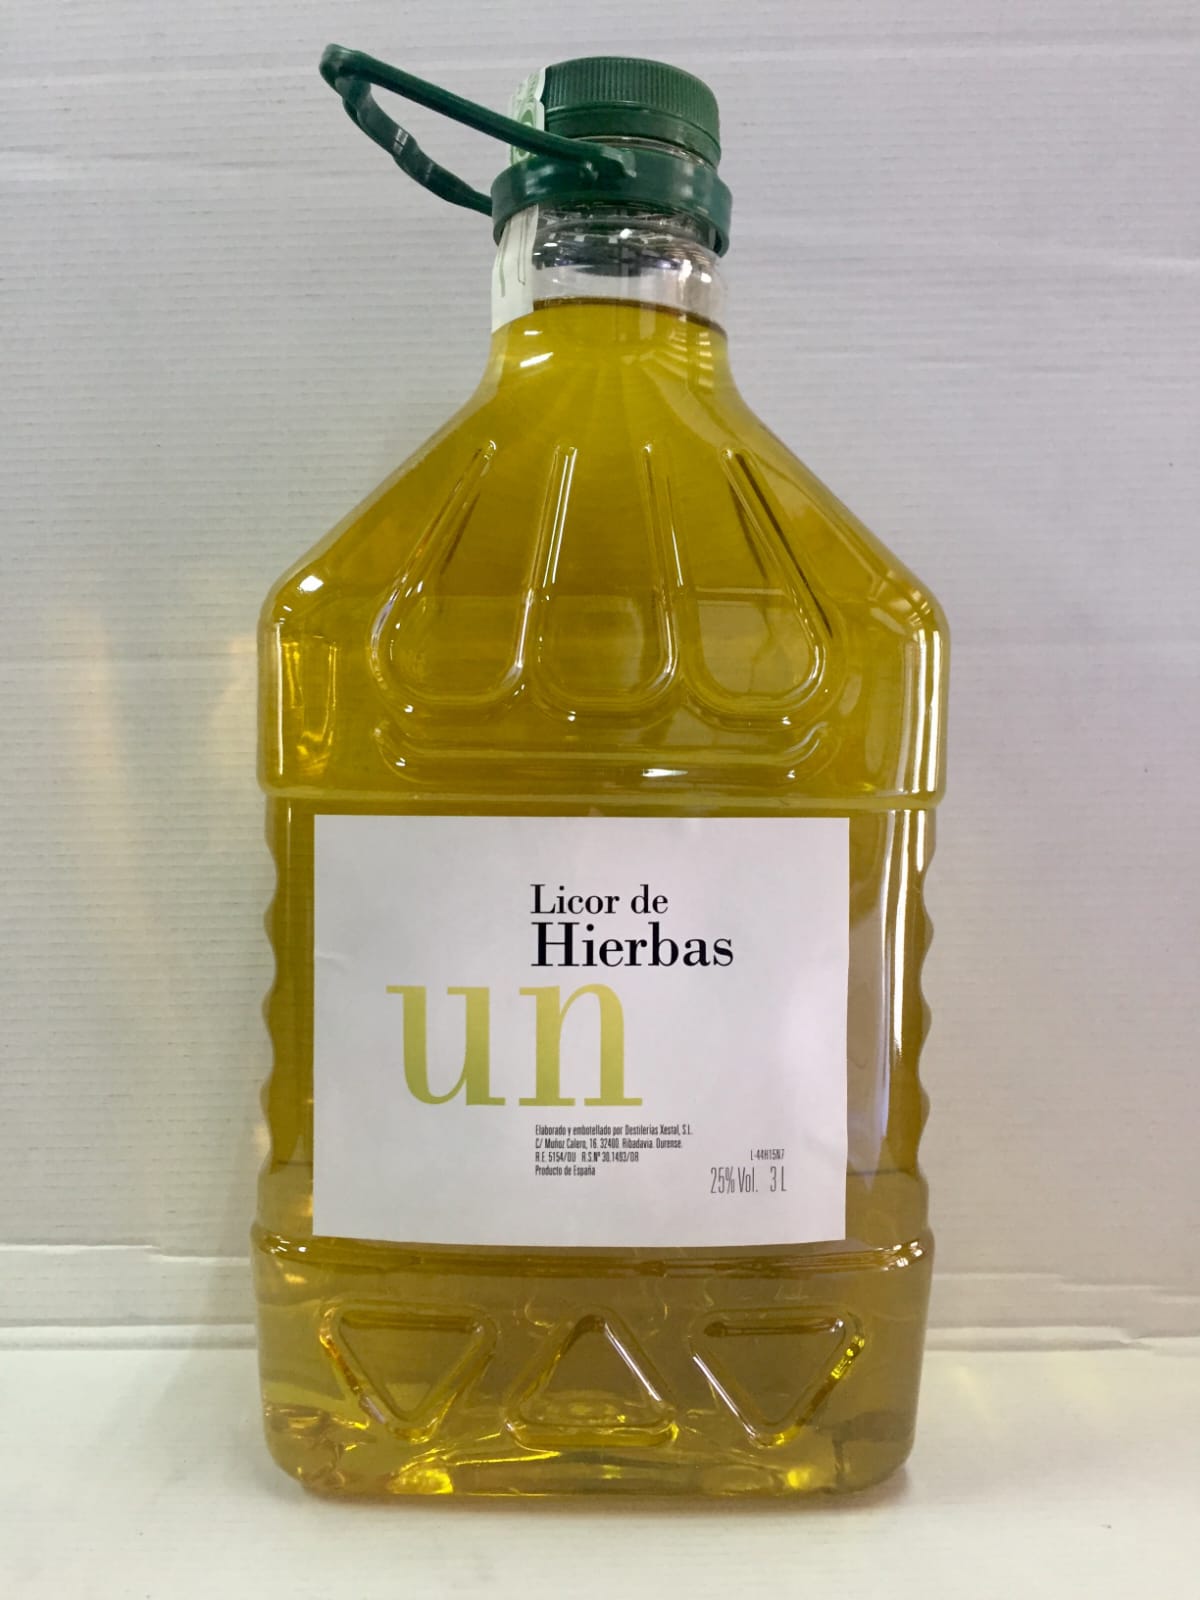 Licor de
Hierbas
un
Elaborado y embotellado por Destilerías Xestal, S.L.
C/ Muñoz Calero, 16. 32400 Ribadavia. Ourense.
R.E. 5154/OU R.S.Nº 30.1493/OR
Producto de España
L-44H15N7
25% Vol. 3 L